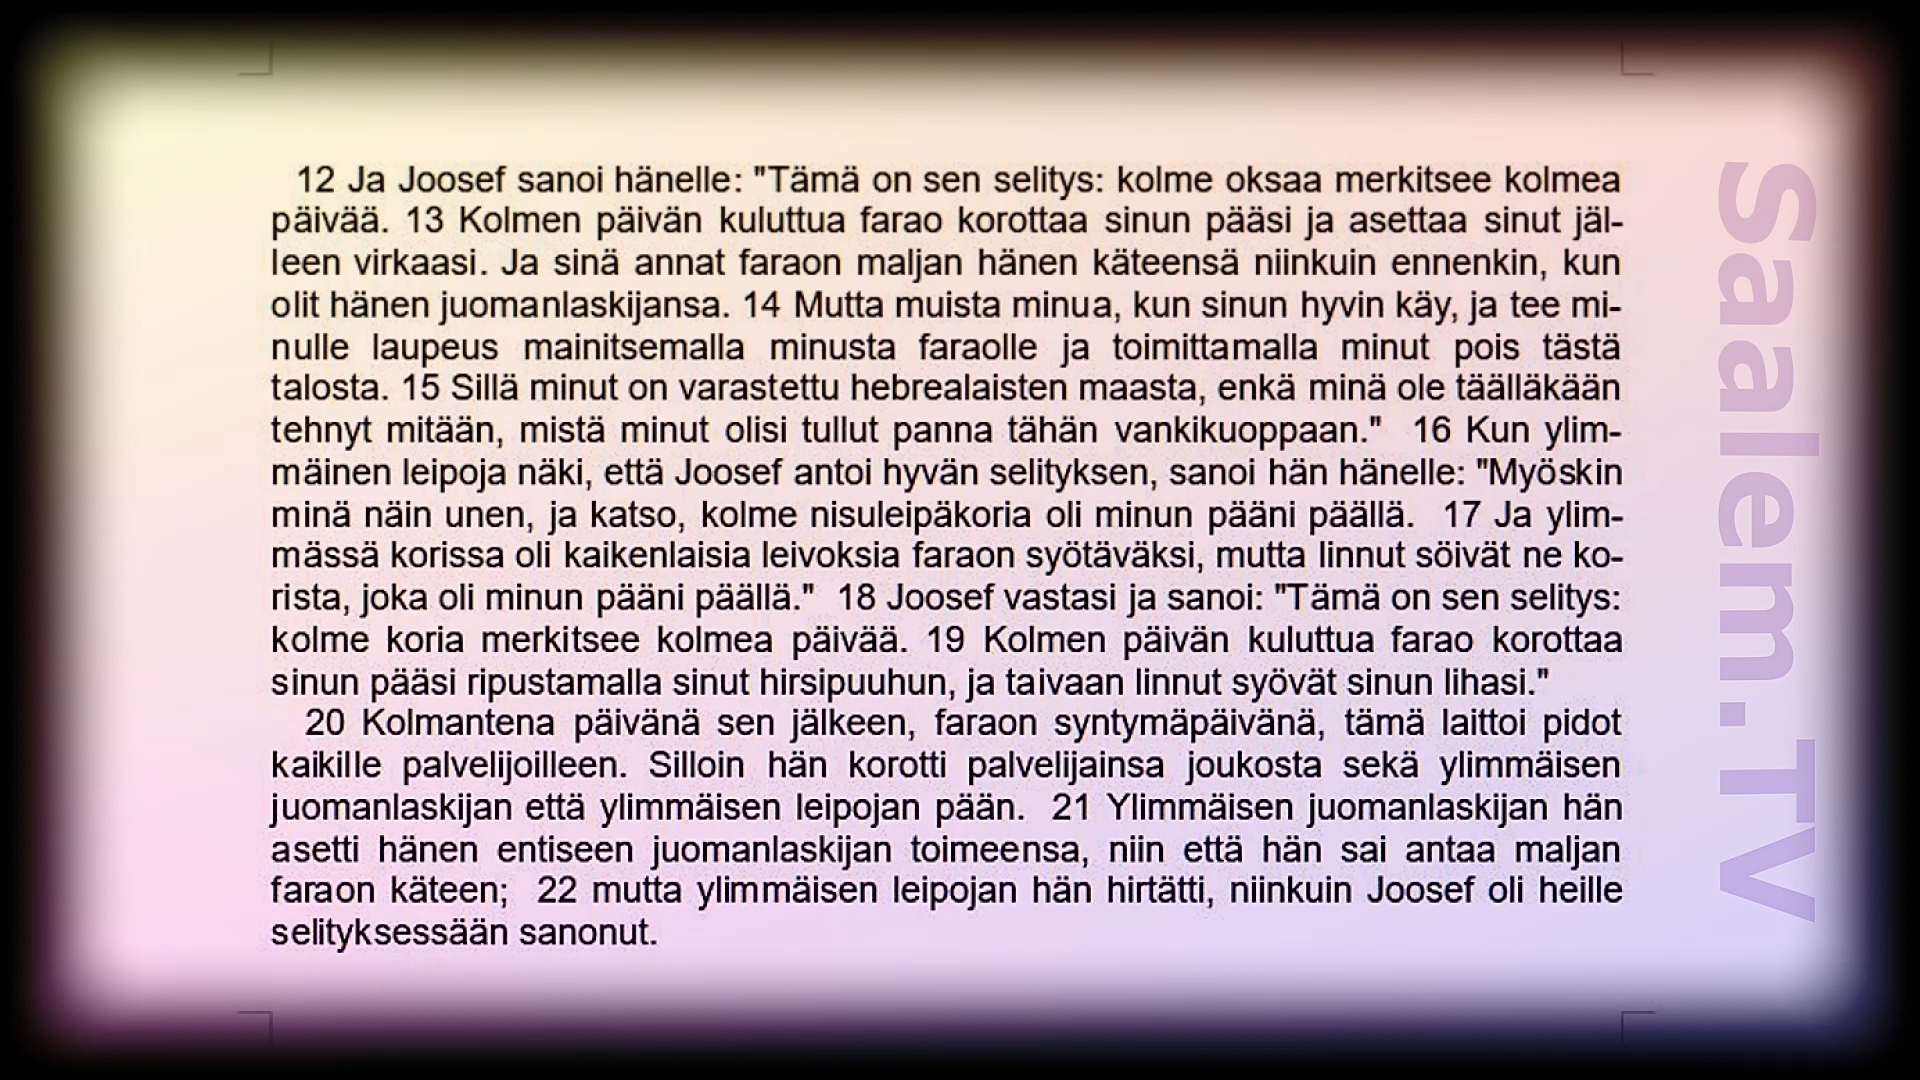 12 Ja Joosef sanoi hänelle: "Tämä on sen selitys: kolme oksaa merkitsee kolmea
päivää. 13 Kolmen päivän kuluttua farao korottaa sinun pääsi ja asettaa sinut jäl-
leen virkaasi. Ja sinä annat faraon maljan hänen käteensä niinkuin ennenkin, kun
olit hänen juomanlaskijansa. 14 Mutta muista minua, kun sinun hyvin käy, ja tee mi-
nulle laupeus mainitsemalla minusta faraolle ja toimittamalla minut pois tästä
talosta. 15 Sillä minut on varastettu hebrealaisten maasta, enkä minä ole täälläkään
tehnyt mitään, mistä minut olisi tullut panna tähän vankikuoppaan." 16 Kun ylim-
mäinen leipoja näki, että Joosef antoi hyvän selityksen, sanoi hän hänelle: "Myöskin
minä näin unen, ja katso, kolme nisuleipäkoria oli minun pääni päällä. 17 Ja ylim-
mässä korissa oli kaikenlaisia leivoksia faraon syötäväksi, mutta linnut söivät ne ko-
rista, joka oli minun pääni päällä." 18 Joosef vastasi ja sanoi: "Tämä on sen selitys:
kolme koria merkitsee kolmea päivää. 19 Kolmen päivän kuluttua farao korottaa
sinun pääsi ripustamalla sinut hirsipuuhun, ja taivaan linnut syövät sinun lihasi."
20 Kolmantena päivänä sen jälkeen, faraon syntymäpäivänä, tämä laittoi pidot
kaikille palvelijoilleen. Silloin hän korotti palvelijainsa joukosta sekä ylimmäisen
juomanlaskijan että ylimmäisen leipojan pään. 21 Ylimmäisen juomanlaskijan hän
asetti hänen entiseen juomanlaskijan toimeensa, niin että hän sai antaa maljan
faraon käteen; 22 mutta ylimmäisen leipojan hän hirtätti, niinkuin Joosef oli heille
selityksessään sanonut.
Saalem.TV